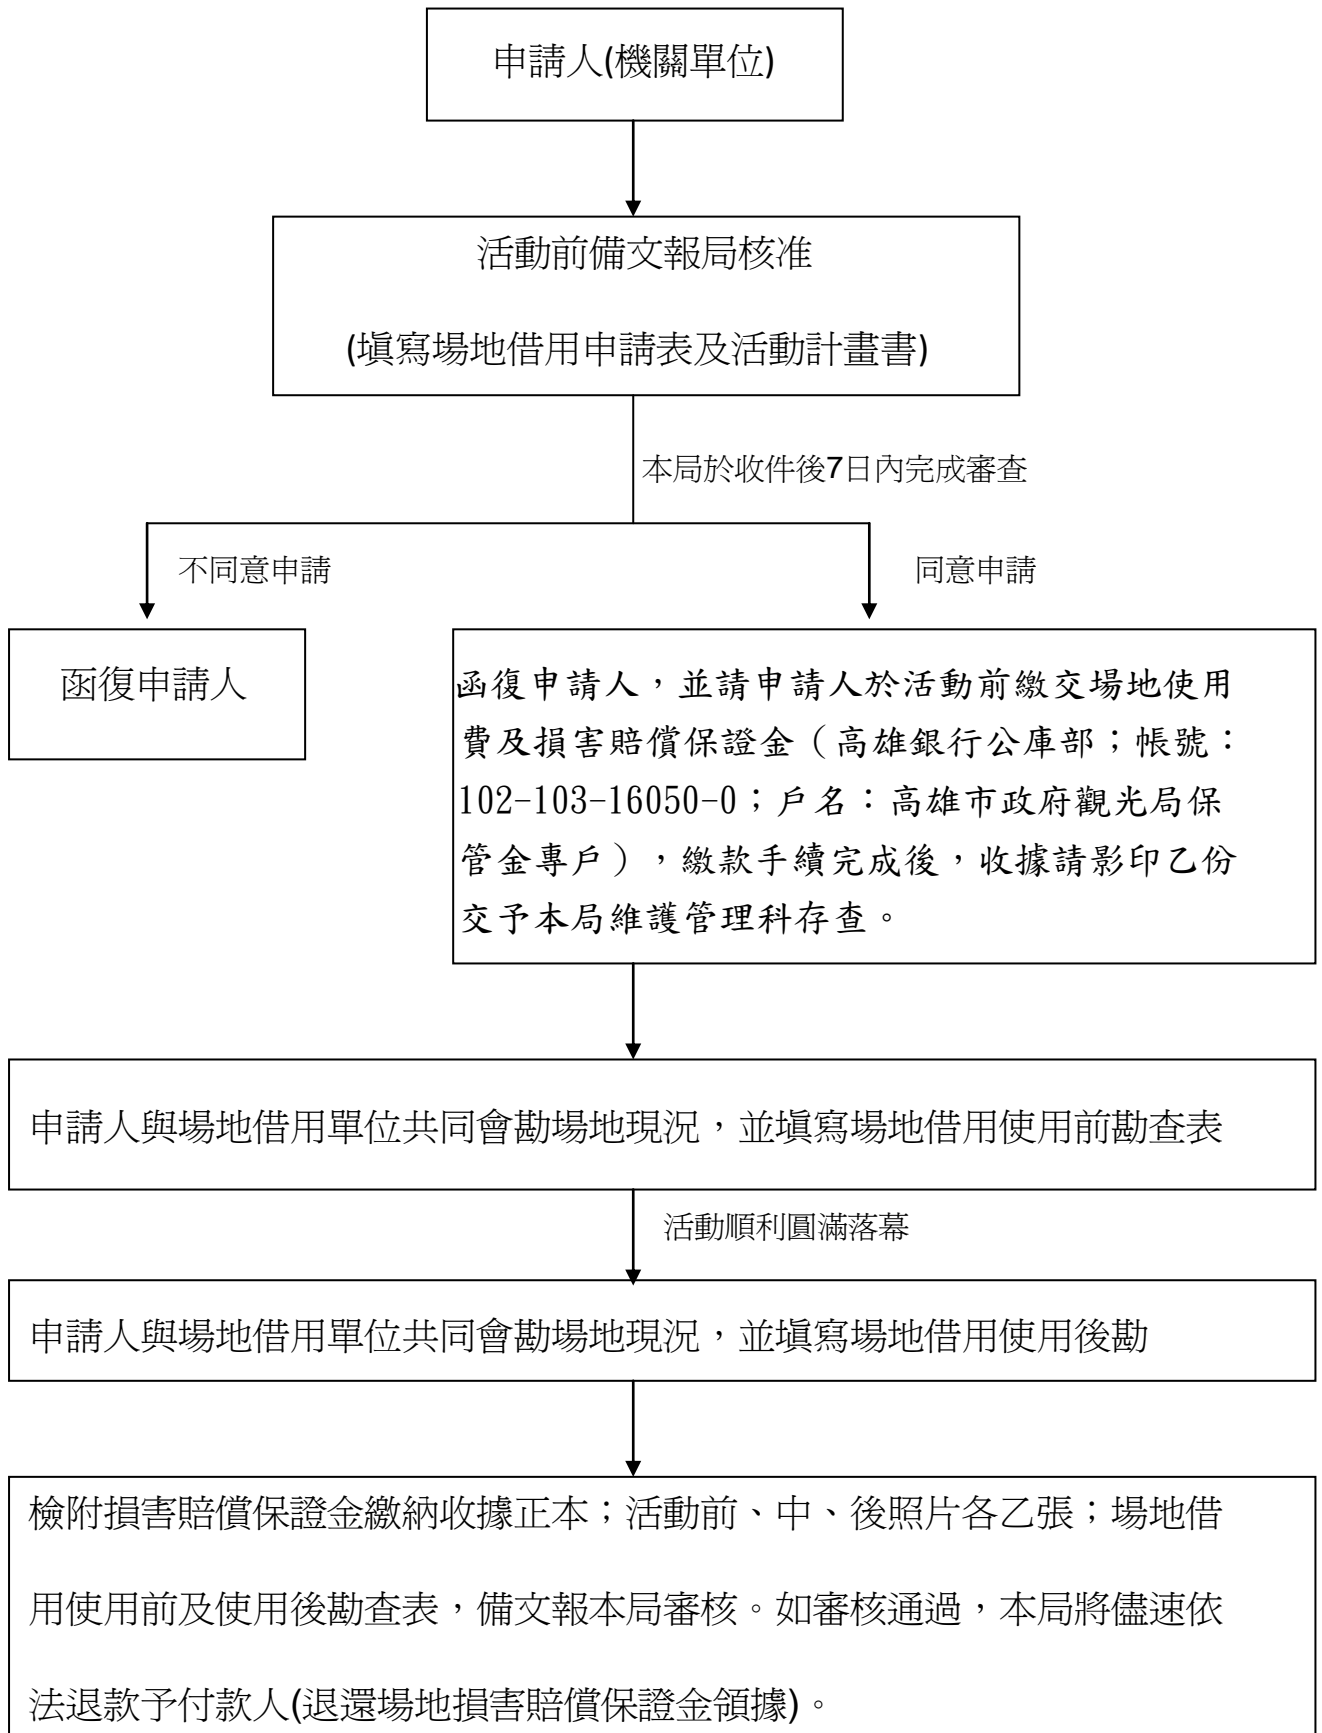 申請人(機關單位)
活動前備文報局核准
(填寫場地借用申請表及活動計畫書)
本局於收件後7日內完成審查
不同意申請
同意申請
函復申請人
函復申請人，並請申請人於活動前繳交場地使用
費及損害賠償保證金（高雄銀行公庫部；帳號：
102-103-16050-0；戶名：高雄市政府觀光局保
管金專戶），繳款手續完成後，收據請影印乙份
交予本局維護管理科存查。
申請人與場地借用單位共同會勘場地現況，並填寫場地借用使用前勘查表
活動順利圓滿落幕
申請人與場地借用單位共同會勘場地現況，並填寫場地借用使用後勘
檢附損害賠償保證金繳納收據正本；活動前、中、後照片各乙張；場地借
用使用前及使用後勘查表，備文報本局審核。如審核通過，本局將儘速依
法退款予付款人(退還場地損害賠償保證金領據)。